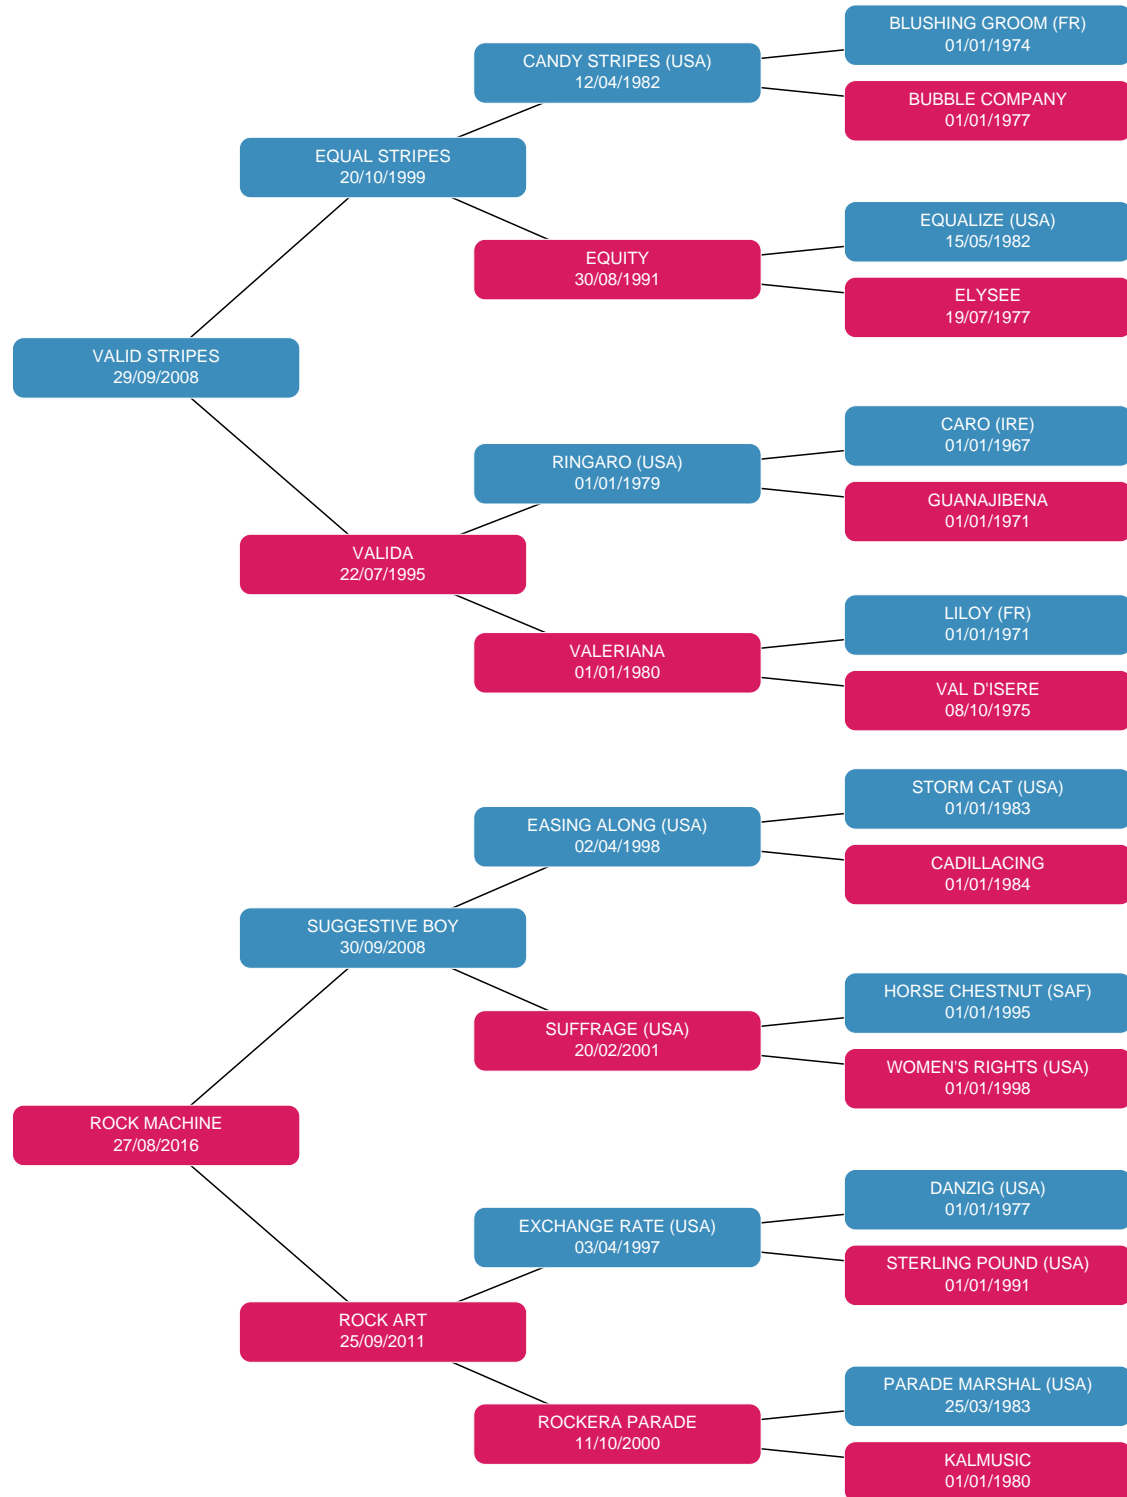 BLUSHING GROOM (FR)
01/01/1974
CANDY STRIPES (USA)
12/04/1982
BUBBLE COMPANY
01/01/1977
EQUAL STRIPES
20/10/1999
EQUALIZE (USA)
15/05/1982
EQUITY
30/08/1991
ELYSEE
19/07/1977
VALID STRIPES
29/09/2008
CARO (IRE)
01/01/1967
RINGARO (USA)
01/01/1979
GUANAJIBENA
01/01/1971
VALIDA
22/07/1995
LILOY (FR)
01/01/1971
VALERIANA
01/01/1980
VAL D'ISERE
08/10/1975
STORM CAT (USA)
01/01/1983
EASING ALONG (USA)
02/04/1998
CADILLACING
01/01/1984
SUGGESTIVE BOY
30/09/2008
HORSE CHESTNUT (SAF)
01/01/1995
SUFFRAGE (USA)
20/02/2001
WOMEN'S RIGHTS (USA)
01/01/1998
ROCK MACHINE
27/08/2016
DANZIG (USA)
01/01/1977
EXCHANGE RATE (USA)
03/04/1997
STERLING POUND (USA)
01/01/1991
ROCK ART
25/09/2011
PARADE MARSHAL (USA)
25/03/1983
ROCKERA PARADE
11/10/2000
KALMUSIC
01/01/1980